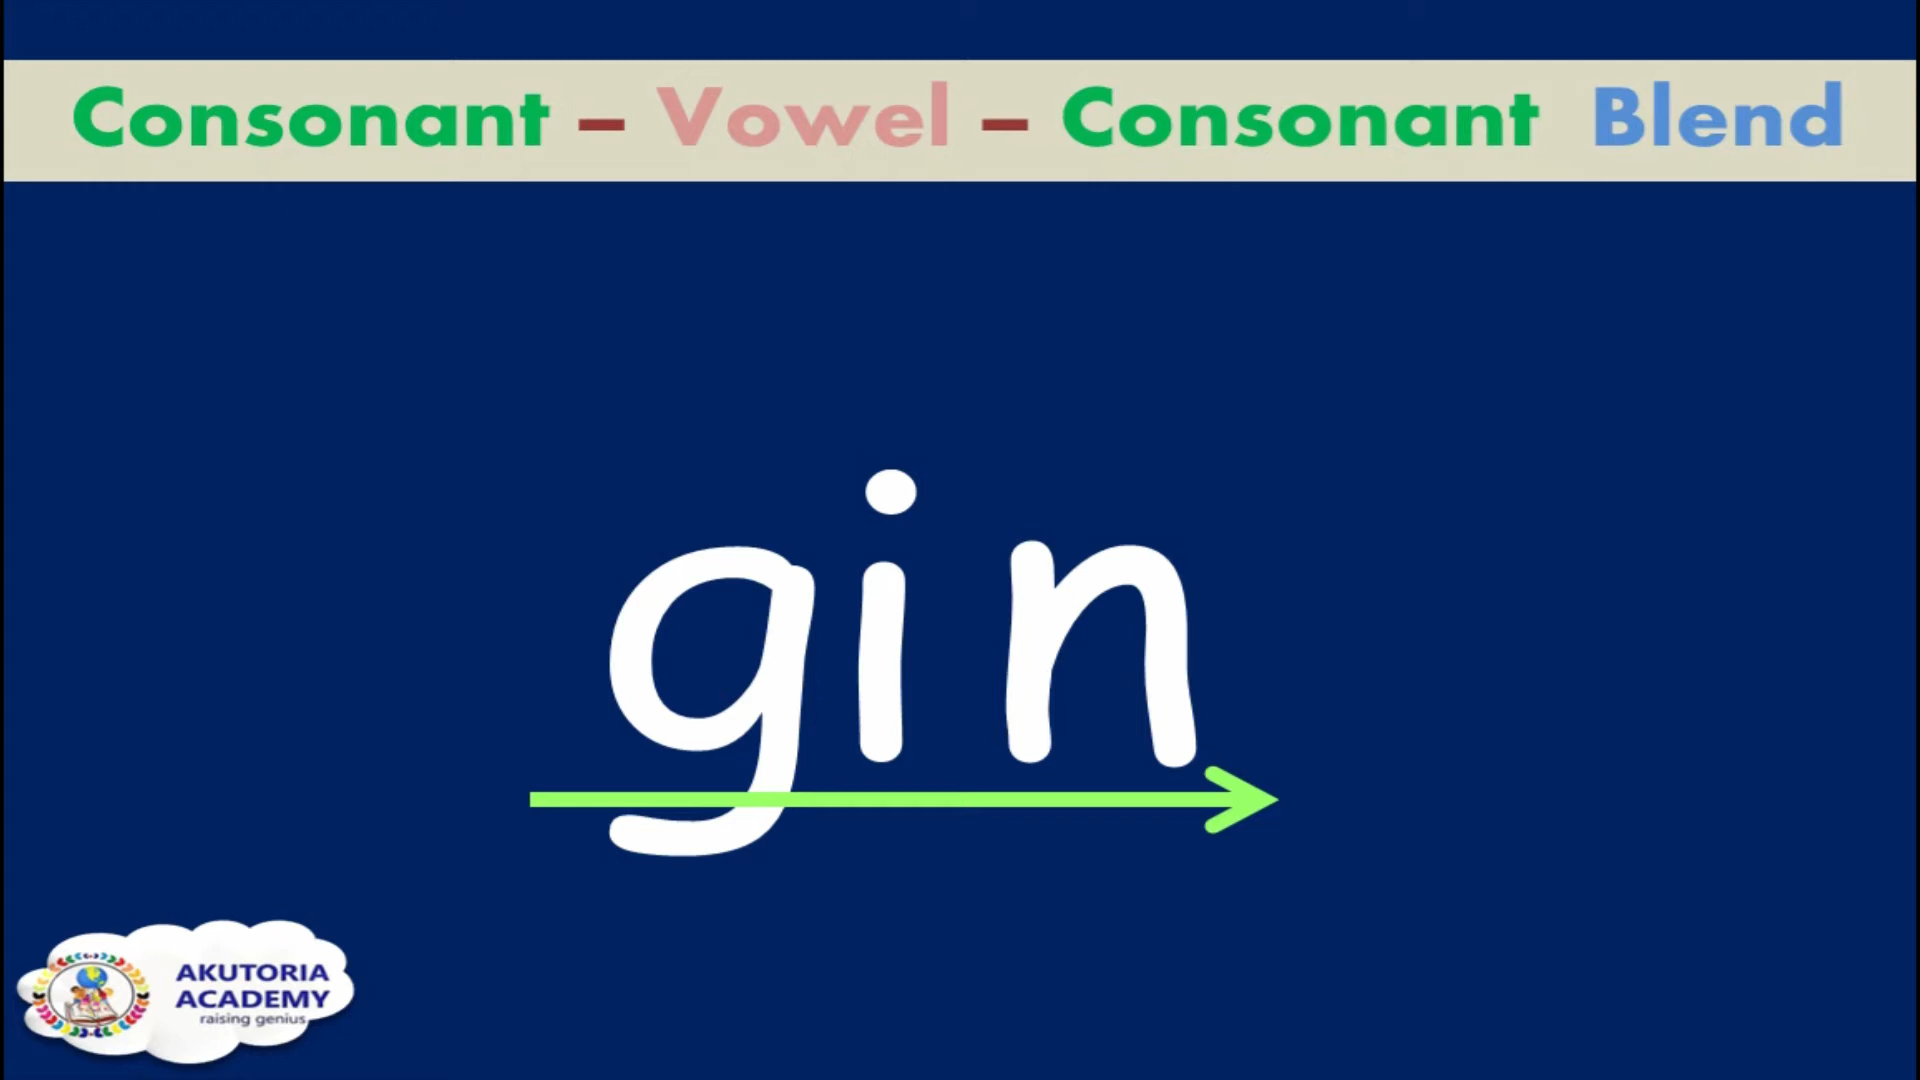 Consonant – Vowel – Consonant Blend
gin
AKUTORIA
ACADEMY
raising genius